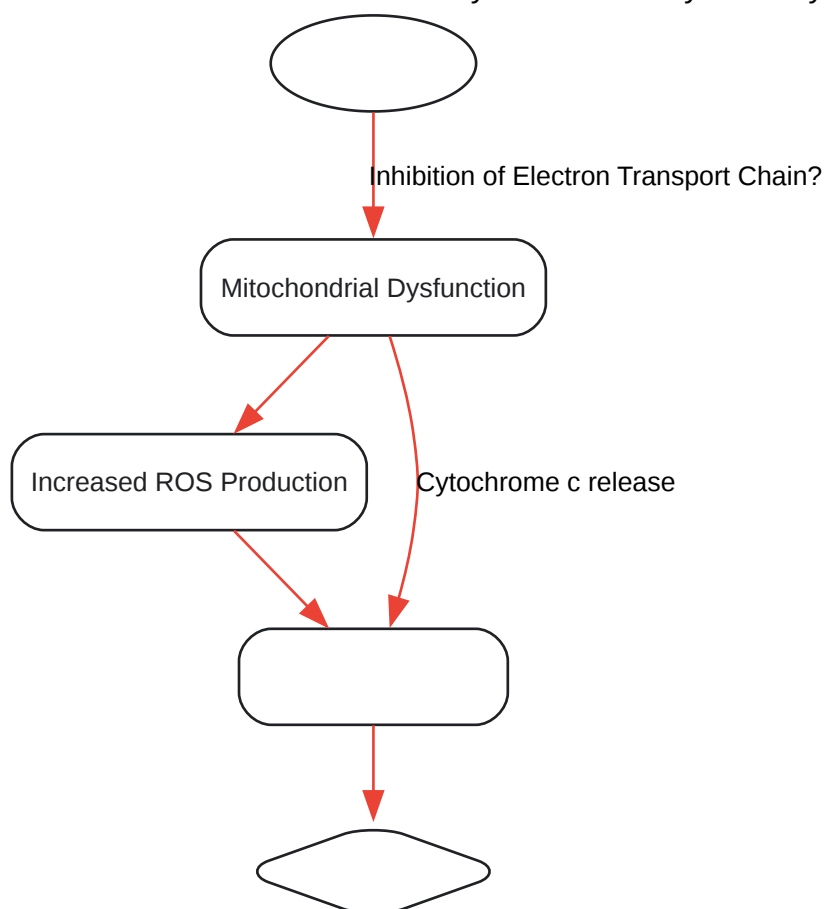 Inhibition of Electron Transport Chain?
Mitochondrial Dysfunction
Increased ROS Production
Cytochrome c release